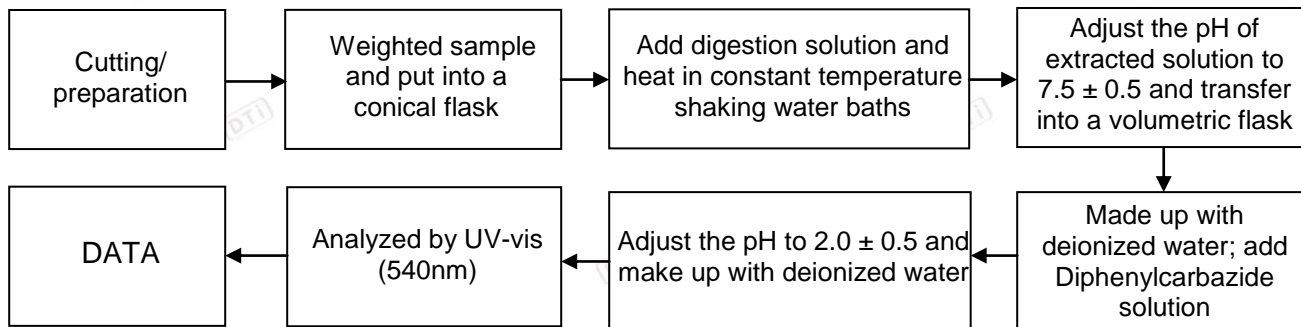 Cutting/
preparation
Weighted sample
and put into a
conical flask
Add digestion solution and
heat in constant temperature
shaking water baths
Adjust the pH of
extracted solution to
7.5 ± 0.5 and transfer
into a volumetric flask
Made up with
deionized water; add
Diphenylcarbazide
solution
Adjust the pH to 2.0 ± 0.5 and
make up with deionized water
Analyzed by UV-vis
(540nm)
DATA
DTi